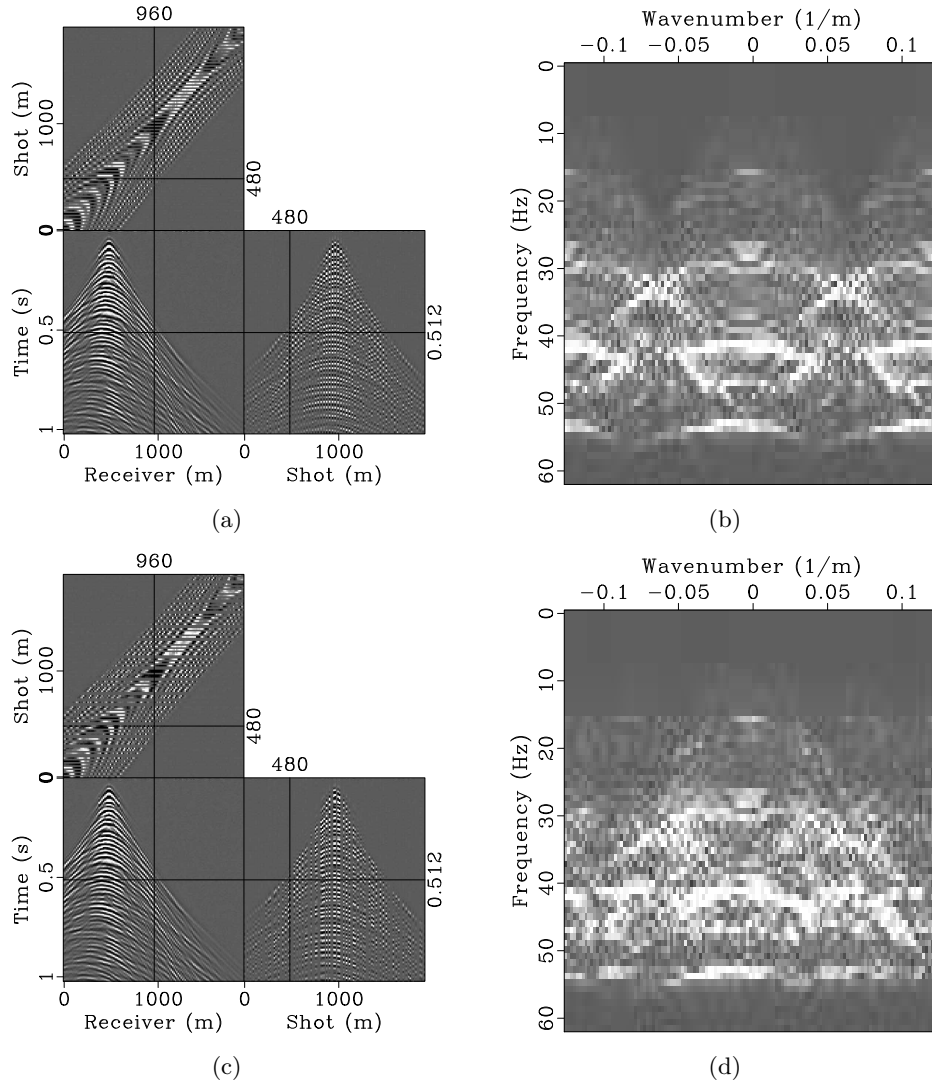 960
Shot (m)
1000
0
480
480
Time (s)
0
0.5
1
0.512
0 1000 0 1000
Receiver (m) Shot (m)
(a)
Wavenumber (1/m)
−0.1 −0.05 0 0.05 0.1
Frequency (Hz)
0
10
20
30
40
50
60
(b)
960
Shot (m)
1000
0
480
480
Time (s)
0
0.5
1
0.512
0 1000 0 1000
Receiver (m) Shot (m)
(c)
Wavenumber (1/m)
−0.1 −0.05 0 0.05 0.1
Frequency (Hz)
0
10
20
30
40
50
60
(d)